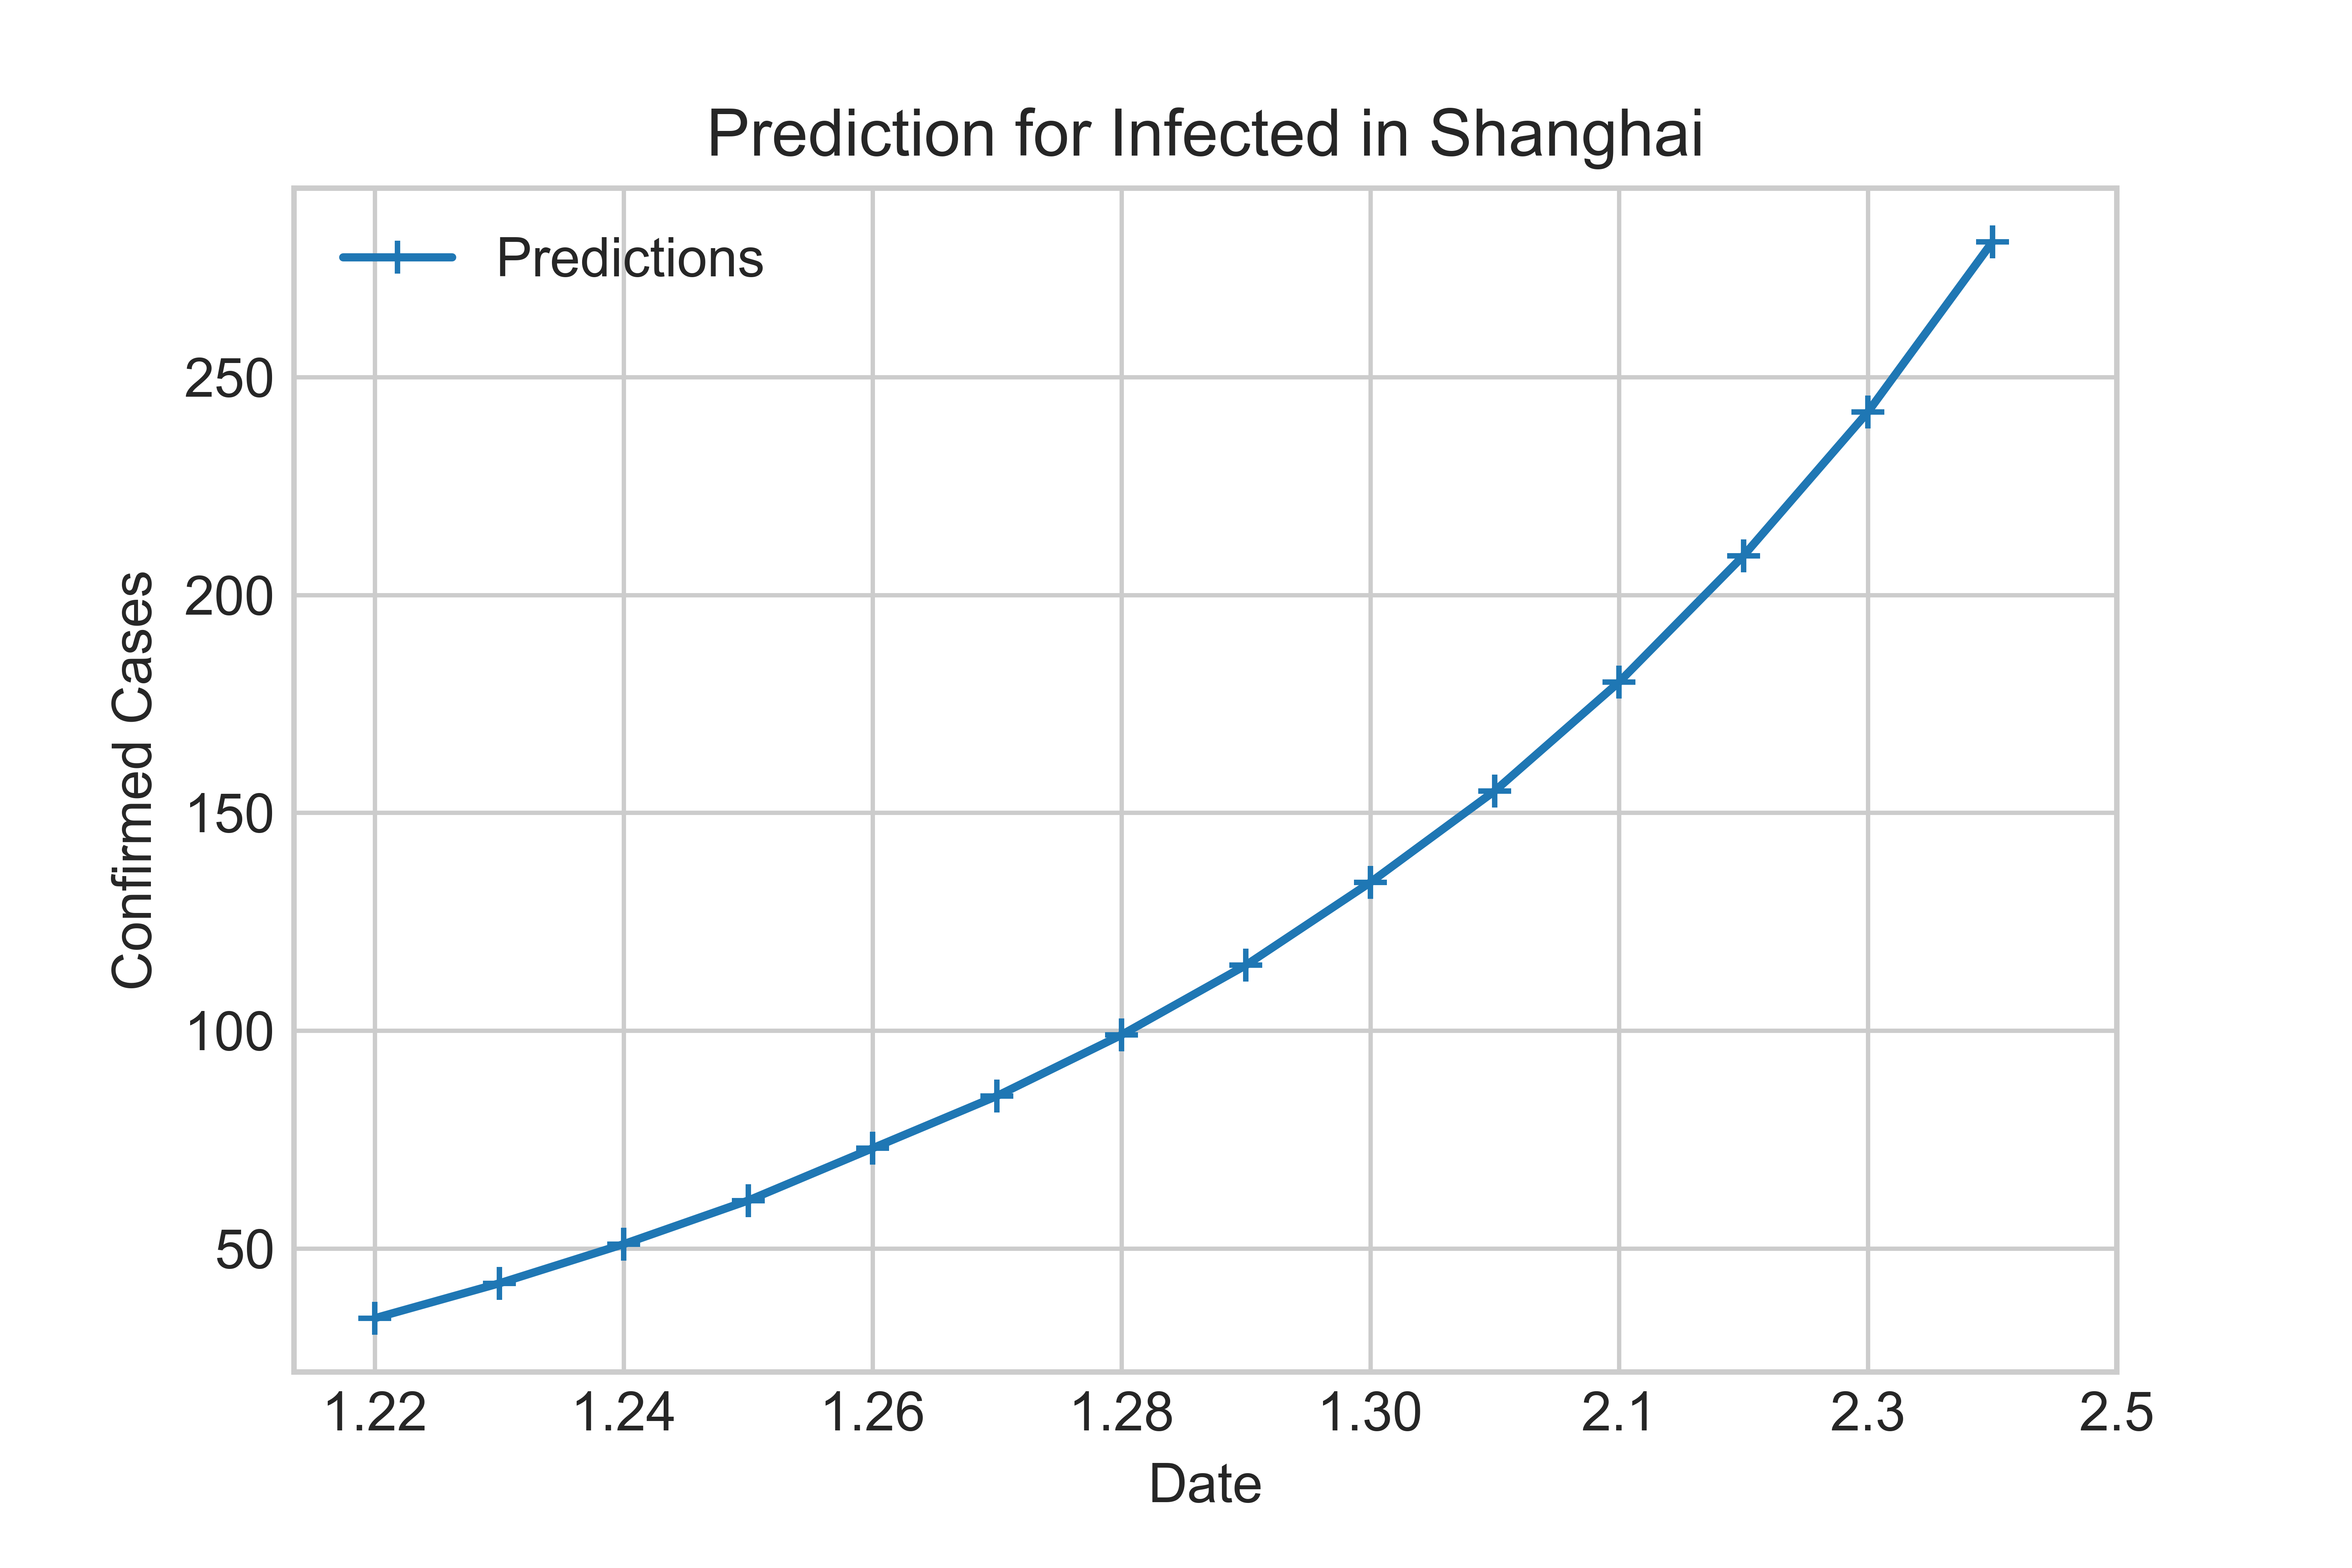 Prediction for Infected in Shanghai
Predictions
250
200
150
100
50
Confirmed Cases
1.22 1.24 1.26 1.28 1.30 2.1 2.3 2.5
Date